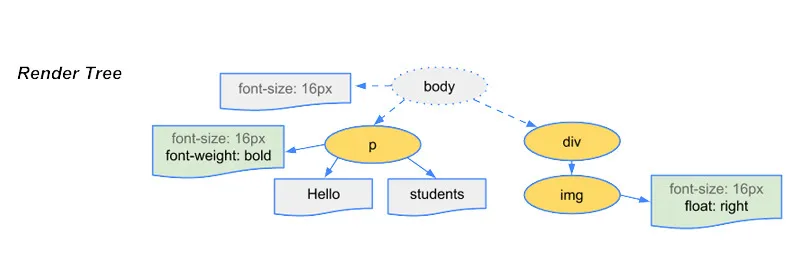 Render Tree
font-size: 16px
body
font-size: 16px
font-weight: bold
p
div
Hello
students
img
font-size: 16px
float: right